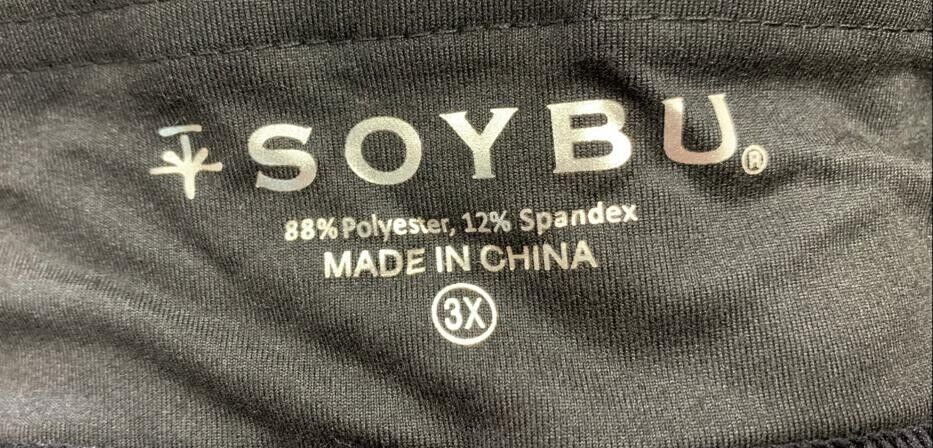 SOYBU®
88% Polyester, 12% Spandex
MADE IN CHINA
3X